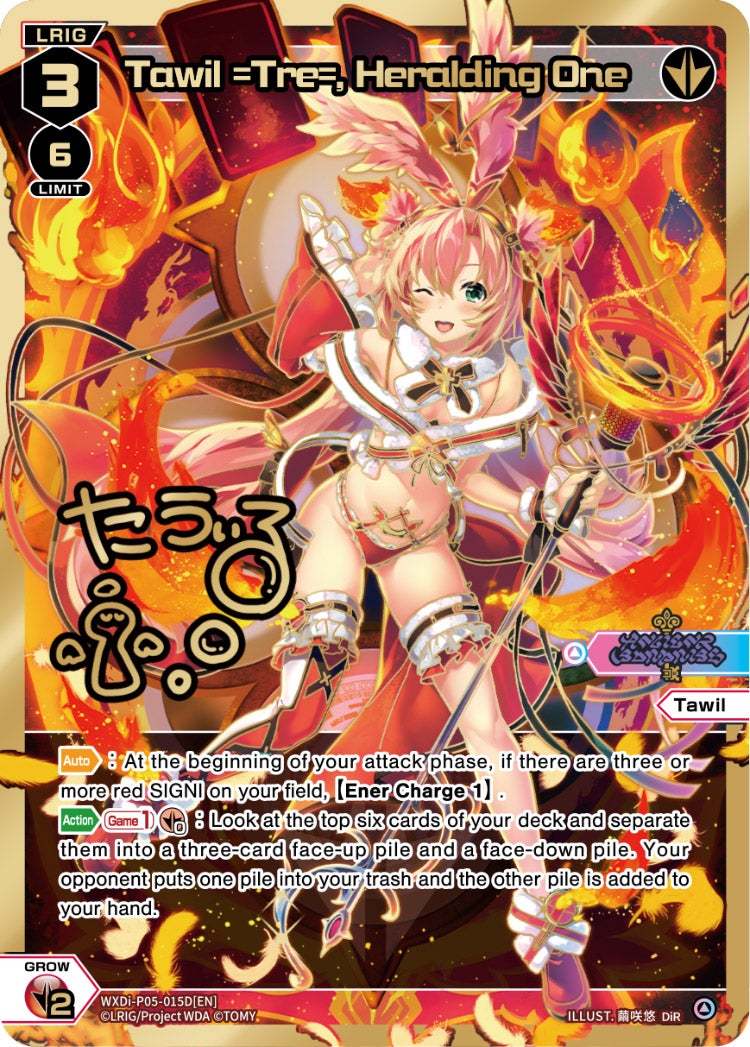 LRIG
3
Tawil =Tre=, Heralding One
6
LIMIT
たうぃる
Tawil
Auto : At the beginning of your attack phase, if there are three or
more red SIGNI on your field, 【Ener Charge 1】.
Action Game 1 0 : Look at the top six cards of your deck and separate
them into a three-card face-up pile and a face-down pile. Your
opponent puts one pile into your trash and the other pile is added to
your hand.
GROW
2
WXDi-P05-015D[EN]
©LRIG/Project WDA ©TOMY
ILLUST. 繭咲悠 DiR